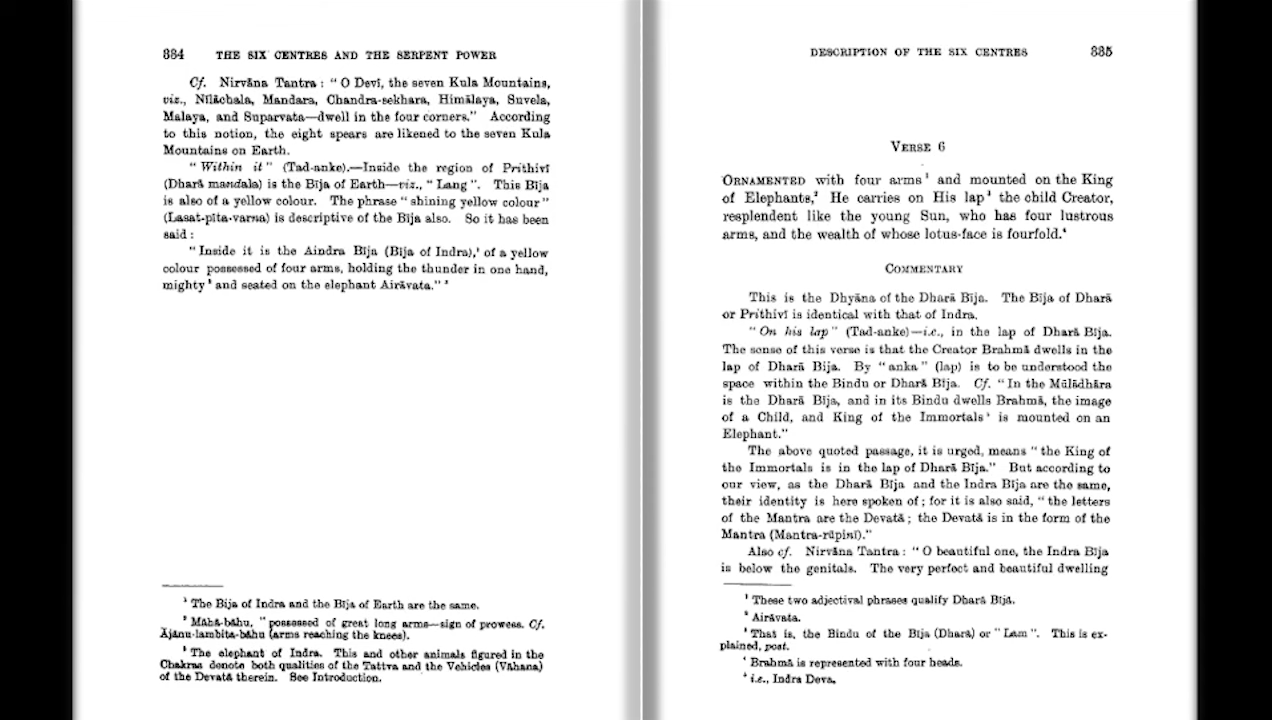 334 THE SIX CENTRES AND THE SERPENT POWER
Cf. Nirvāna Tantra: "O Devī, the seven Kula Mountains,
viz., Nīlāchala, Mandara, Chandra-sekhara, Himālaya, Suvela,
Malaya, and Suparvata—dwell in the four corners." According
to this notion, the eight spears are likened to the seven Kula
Mountains on Earth.
"Within it" (Tad-anke).—Inside the region of Prithivī
(Dharā mandala) is the Bīja of Earth—viz., "Lang". This Bīja
is also of a yellow colour. The phrase "shining yellow colour"
(Lasat-pīta-varna) is descriptive of the Bīja also. So it has been
said:
"Inside it is the Aindra Bīja (Bīja of Indra),¹ of a yellow
colour possessed of four arms, holding the thunder in one hand,
mighty² and seated on the elephant Airāvata."³
¹ The Bīja of Indra and the Bīja of Earth are the same.
² Māhā-bāhu, "possessed of great long arms—sign of prowess. Cf.
Ājānu-lambita-bāhu (arms reaching the knees).
³ The elephant of Indra. This and other animals figured in the
Chakras denote both qualities of the Tattva and the Vehicles (Vāhana)
of the Devatā therein. See Introduction.
DESCRIPTION OF THE SIX CENTRES 335
VERSE 6
ORNAMENTED with four arms¹ and mounted on the King
of Elephants,² He carries on His lap³ the child Creator,
resplendent like the young Sun, who has four lustrous
arms, and the wealth of whose lotus-face is fourfold.⁴
COMMENTARY
This is the Dhyāna of the Dharā Bīja. The Bīja of Dharā
or Prithivī is identical with that of Indra.
"On his lap" (Tad-anke)—i.e., in the lap of Dharā Bīja.
The sense of this verse is that the Creator Brahmā dwells in the
lap of Dharā Bīja. By "anka" (lap) is to be understood the
space within the Bindu or Dharā Bīja. Cf. "In the Mūlādhāra
is the Dharā Bīja, and in its Bindu dwells Brahmā, the image
of a Child, and King of the Immortals⁵ is mounted on an
Elephant."
The above quoted passage, it is urged, means "the King of
the Immortals is in the lap of Dharā Bīja." But according to
our view, as the Dharā Bīja and the Indra Bīja are the same,
their identity is here spoken of; for it is also said, "the letters
of the Mantra are the Devatā; the Devatā is in the form of the
Mantra (Mantra-rūpinī)."
Also cf. Nirvāna Tantra: "O beautiful one, the Indra Bīja
is below the genitals. The very perfect and beautiful dwelling
¹ These two adjectival phrases qualify Dharā Bījā.
² Airāvata.
³ That is, the Bindu of the Bīja (Dharā) or "Lam". This is ex-
plained, post.
⁴ Brahmā is represented with four heads.
⁵ i.e., Indra Deva.